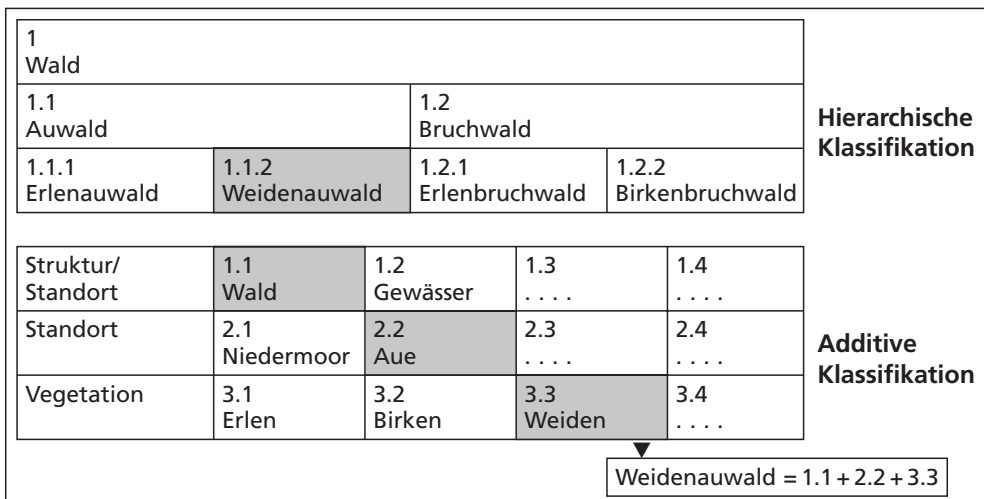 1
Wald
1.1
Auwald
1.2
Bruchwald
1.1.1
Erlenauwald
1.1.2
Weidenauwald
1.2.1
Erlenbruchwald
1.2.2
Birkenbruchwald
Hierarchische
Klassifikation
Struktur/
Standort
1.1
Wald
1.2
Gewässer
1.3
. . . .
1.4
. . . .
Standort
2.1
Niedermoor
2.2
Aue
2.3
. . . .
2.4
. . . .
Vegetation
3.1
Erlen
3.2
Birken
3.3
Weiden
3.4
. . . .
Additive
Klassifikation
Weidenauwald = 1.1 + 2.2 + 3.3